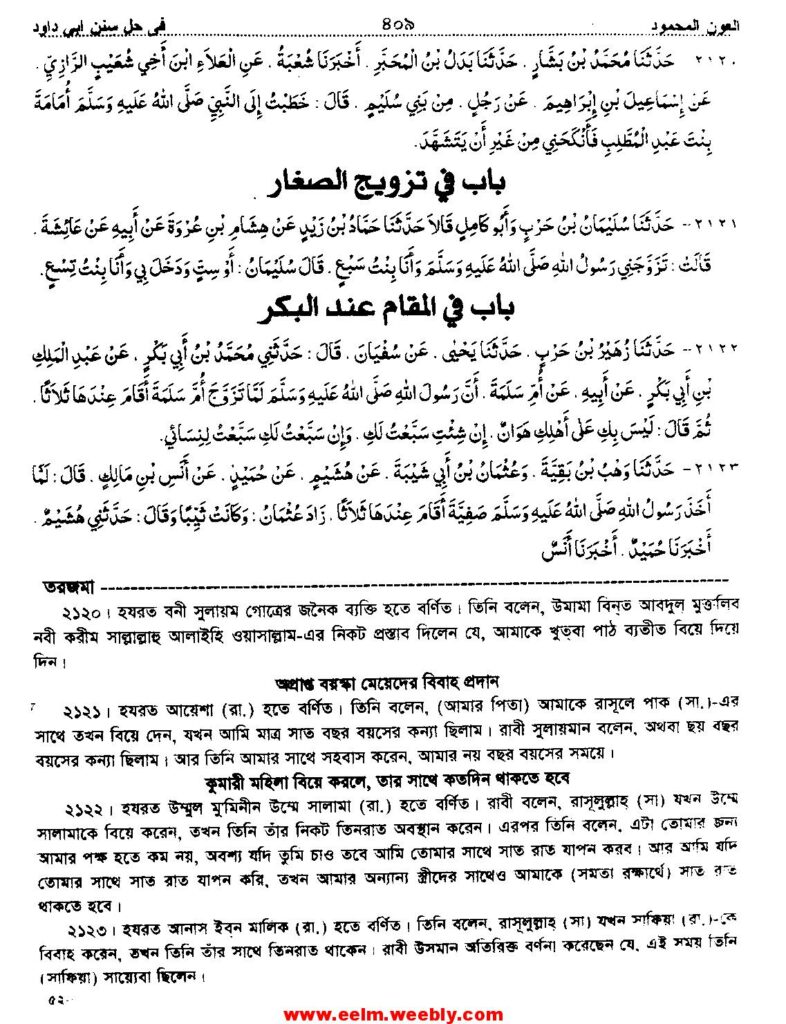 العون المحمود ৪০৯ فى حل سنن ابى داود
٢١٢٠ . حَدَّثَنَا مُحَمَّدُ بْنُ بَشَّارٍ . حَدَّثَنَا بَدَلُ بْنُ الْمُحَبَّرِ . أَخْبَرَنَا شُعْبَةُ . عَنِ الْعَلَاءِ ابْنِ أَخِي شُعَيْبٍ الرَّازِيِّ .
عَنْ إِسْمَاعِيلَ بْنِ إِبْرَاهِيمَ . عَنْ رَجُلٍ . مِنْ بَنِي سُلَيْمٍ . قَالَ : خَطَبْتُ إِلَى النَّبِيِّ صَلَّى اللهُ عَلَيْهِ وَسَلَّمَ أُمَامَةَ
بِنْتَ عَبْدِ الْمُطَّلِبِ فَأَنْكَحَنِي مِنْ غَيْرِ أَنْ يَتَشَهَّدَ.
باب في تزويج الصغار
٢١٢١-- حَدَّثَنَا سُلَيْمَانُ بْنُ حَرْبٍ وَأَبُو كَامِلٍ قَالَا حَدَّثَنَا حَمَّادُ بْنُ زَيْدٍ عَنْ هِشَامِ بْنِ عُرْوَةَ عَنْ أَبِيهِ عَنْ عَائِشَةَ .
قَالَتْ : تَزَوَّجَنِي رَسُولُ اللهِ صَلَّى اللهُ عَلَيْهِ وَسَلَّمَ وَأَنَا بِنْتُ سَبْعٍ . قَالَ سُلَيْمَانُ : أَوْ سِتٍّ وَدَخَلَ بِي وَأَنَا بِنْتُ تِسْعٍ.
باب في المقام عند البكر
٢١٢٢-- حَدَّثَنَا زُهَيْرُ بْنُ حَرْبٍ . حَدَّثَنَا يَحْيَى . عَنْ سُفْيَانَ . قَالَ : حَدَّثَنِي مُحَمَّدُ بْنُ أَبِي بَكْرٍ . عَنْ عَبْدِ الْمَلِكِ
بْنِ أَبِي بَكْرٍ . عَنْ أَبِيهِ . عَنْ أُمِّ سَلَمَةَ . أَنَّ رَسُولَ اللهِ صَلَّى اللهُ عَلَيْهِ وَسَلَّمَ لَمَّا تَزَوَّجَ أُمَّ سَلَمَةَ أَقَامَ عِنْدَهَا ثَلَاثًا .
ثُمَّ قَالَ : لَيْسَ بِكِ عَلَى أَهْلِكِ هَوَانٌ . إِنْ شِئْتِ سَبَّعْتُ لَكِ . وَإِنْ سَبَّعْتُ لَكِ سَبَّعْتُ لِنِسَائِي.
٢١٢٣-- حَدَّثَنَا وَهْبُ بْنُ بَقِيَّةَ . وَعُثْمَانُ بْنُ أَبِي شَيْبَةَ . عَنْ هُشَيْمٍ . عَنْ حُمَيْدٍ . عَنْ أَنَسِ بْنِ مَالِكٍ . قَالَ : لَمَّا
أَخَذَ رَسُولُ اللهِ صَلَّى اللهُ عَلَيْهِ وَسَلَّمَ صَفِيَّةَ أَقَامَ عِنْدَهَا ثَلَاثًا . زَادَ عُثْمَانُ : وَكَانَتْ ثَيِّبًا وَقَالَ : حَدَّثَنِي هُشَيْمٌ .
أَخْبَرَنَا حُمَيْدٌ . أَخْبَرَنَا أَنَسٌ
তরজমা
২১২০। হযরত বনী সুলায়ম গোত্রের জনৈক ব্যক্তি হতে বর্ণিত। তিনি বলেন, উমামা বিনত আবদুল মুত্তালিব
নবী করীম সাল্লাল্লাহু আলাইহি ওয়াসাল্লাম-এর নিকট প্রস্তাব দিলেন যে, আমাকে খুতবা পাঠ ব্যতীত বিয়ে দিয়ে
দিন।
অপ্রাপ্ত বয়স্কা মেয়েদের বিবাহ প্রদান
২১২১। হযরত আয়েশা (রা.) হতে বর্ণিত। তিনি বলেন, (আমার পিতা) আমাকে রাসূলে পাক (সা.)-এর
সাথে তখন বিয়ে দেন, যখন আমি মাত্র সাত বছর বয়সের কন্যা ছিলাম। রাবী সুলায়মান বলেন, অথবা ছয় বছর
বয়সের কন্যা ছিলাম। আর তিনি আমার সাথে সহবাস করেন, আমার নয় বছর বয়সের সময়ে।
কুমারী মহিলা বিয়ে করলে, তার সাথে কতদিন থাকতে হবে
২১২২। হযরত উম্মুল মুমিনীন উম্মে সালামা (রা.) হতে বর্ণিত। রাবী বলেন, রাসূলুল্লাহ (সা) যখন উম্মে
সালামাকে বিয়ে করেন, তখন তিনি তাঁর নিকট তিনরাত অবস্থান করেন। এরপর তিনি বলেন, এটা তোমার জন্য
আমার পক্ষ হতে কম নয়, অবশ্য যদি তুমি চাও তবে আমি তোমার সাথে সাত রাত যাপন করব। আর আমি যদি
তোমার সাথে সাত রাত যাপন করি, তখন আমার অন্যান্য স্ত্রীদের সাথেও আমাকে (সমতা রক্ষার্থে) সাত রাত
থাকতে হবে।
২১২৩। হযরত আনাস ইবন মালিক (রা.) হতে বর্ণিত। তিনি বলেন, রাসূলুল্লাহ (সা) যখন সাফিয়া (রা.)-কে
বিবাহ করেন, তখন তিনি তাঁর সাথে তিনরাত থাকেন। রাবী উসমান অতিরিক্ত বর্ণনা করেছেন যে, এই সময় তিনি
(সাফিয়া) সায়্যেবা ছিলেন।
৫২
www.eelm.weebly.com